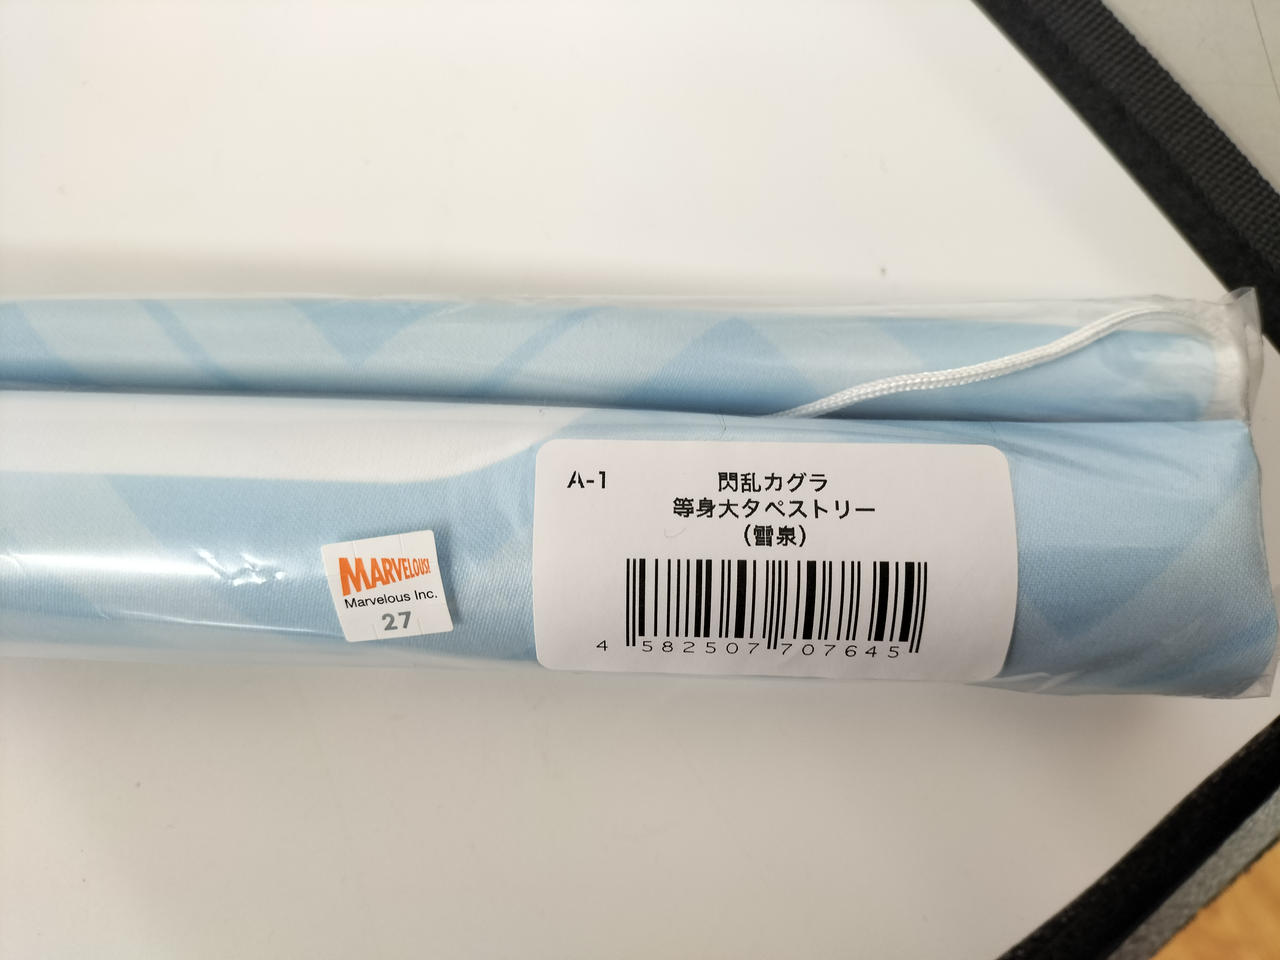 A-1
閃乱カグラ
等身大タペストリー
（雪泉）
4 582507 707645
MARVELOUS!
Marvelous Inc.
27